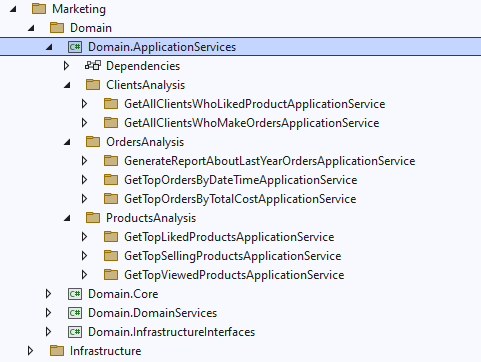 Marketing
Domain
C# Domain.ApplicationServices
Dependencies
ClientsAnalysis
GetAllClientsWhoLikedProductApplicationService
GetAllClientsWhoMakeOrdersApplicationService
OrdersAnalysis
GenerateReportAboutLastYearOrdersApplicationService
GetTopOrdersByDateTimeApplicationService
GetTopOrdersByTotalCostApplicationService
ProductsAnalysis
GetTopLikedProductsApplicationService
GetTopSellingProductsApplicationService
GetTopViewedProductsApplicationService
C# Domain.Core
C# Domain.DomainServices
C# Domain.InfrastructureInterfaces
Infrastructure